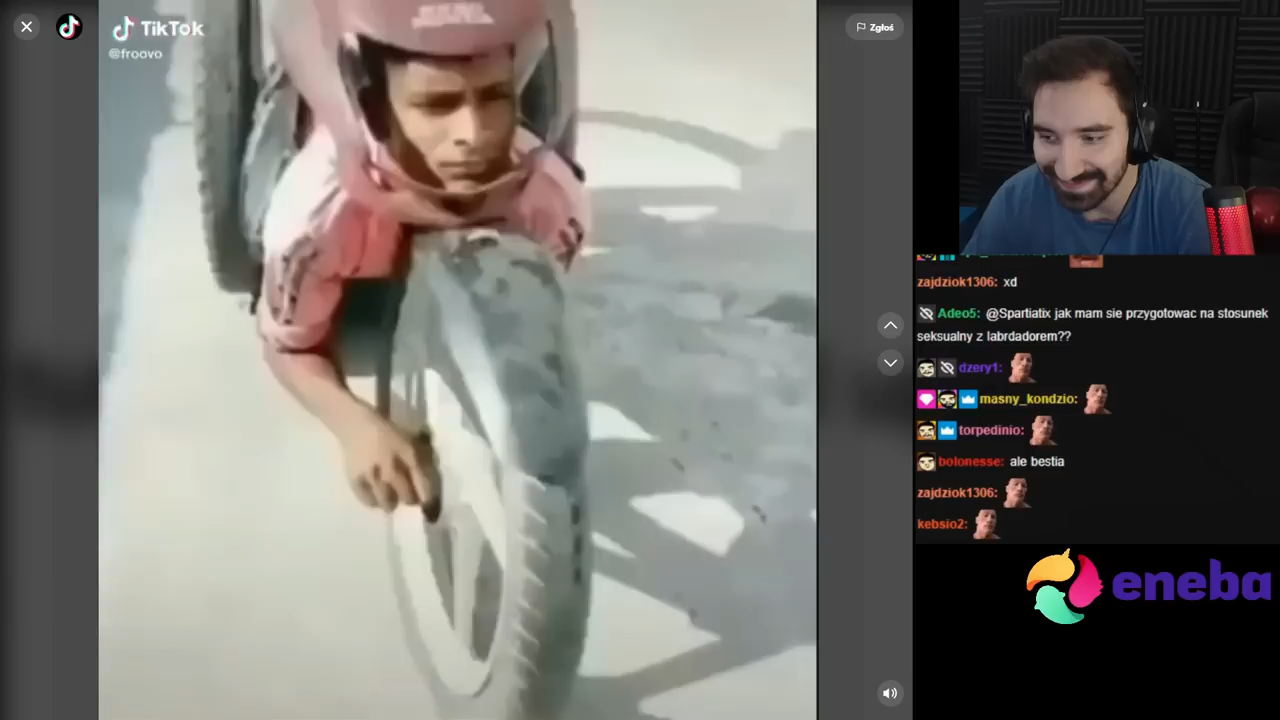 TikTok
@froovo
Zgłoś
zajdziok1306: xd
Adeo5: @Spartiatix jak mam sie przygotowac na stosunek
seksualny z labrdadorem??
dzery1:
masny_kondzio:
torpedinio:
bolonesse: ale bestia
zajdziok1306:
kebsio2:
eneba